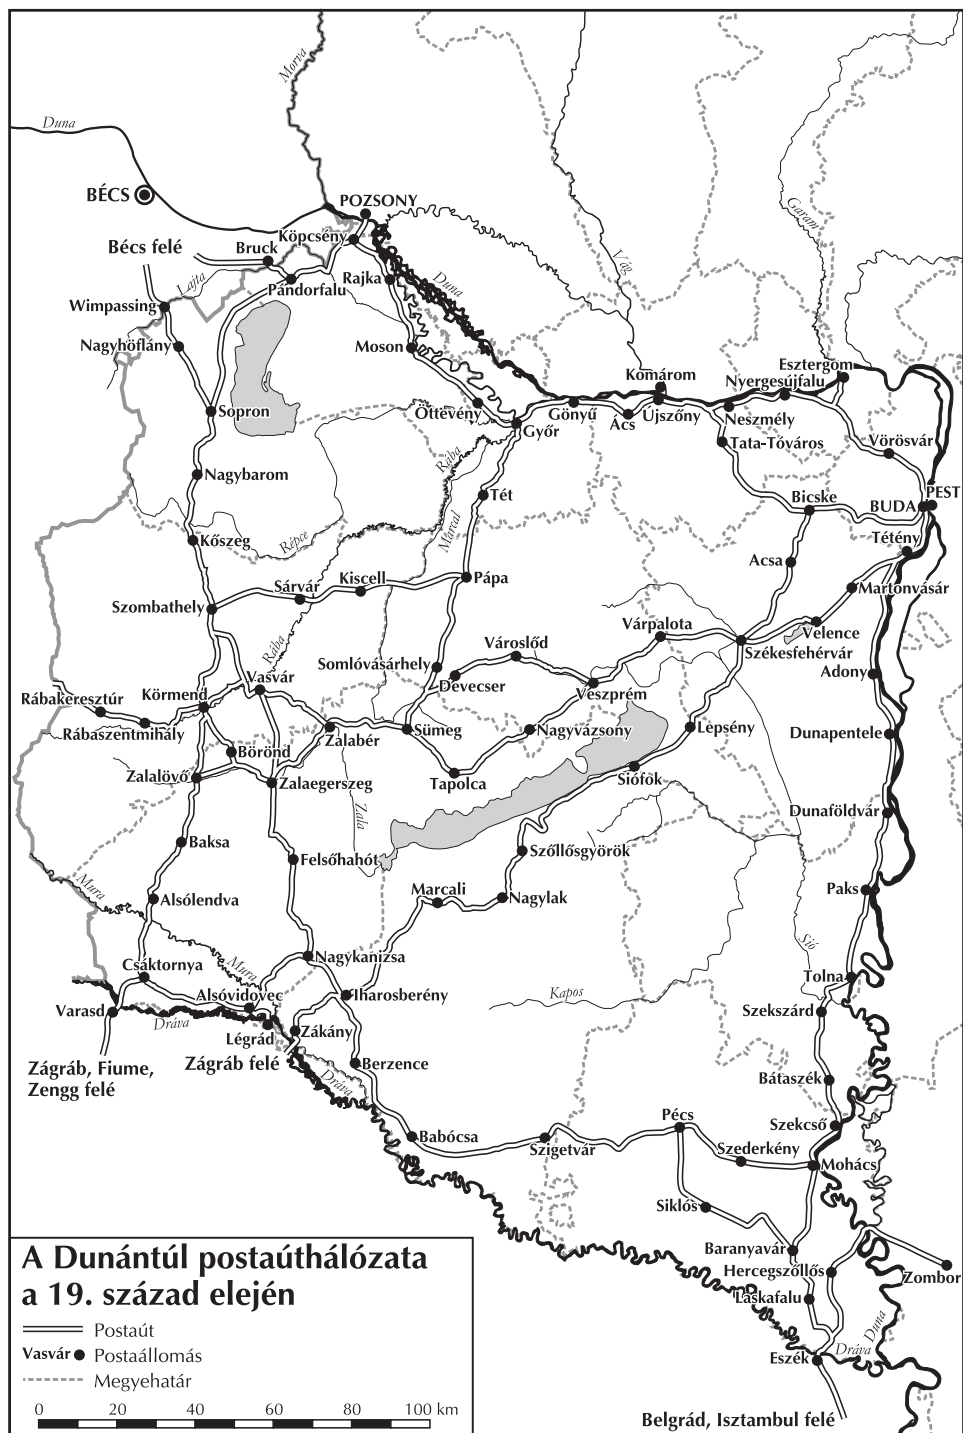 Morva
Duna
BÉCS
POZSONY
Garam
Köpcsény
Bécs felé
Bruck
Vág
Lajta
Pándorfalu
Rajka
Duna
Wimpassing
Nagyhöflány
Moson
Esztergom
Komárom
Nyergesújfalu
Sopron
Öttevény
Gönyű
Ács
Újszőny
Neszmély
Győr
Tata-Tóváros
Vörösvár
Rába
Nagybarom
Tét
Bicske
PEST
BUDA
Marcal
Répce
Kőszeg
Tétény
Acsa
Sárvár
Kiscell
Pápa
Martonvásár
Szombathely
Várpalota
Velence
Városlőd
Székesfehérvár
Rába
Somlóvásárhely
Vasvár
Devecser
Adony
Rábakeresztúr
Körmend
Veszprém
Rábaszentmihály
Zalabér
Sümeg
Nagyvázsony
Lepsény
Dunapentele
Börönd
Zalalövő
Zalaegerszeg
Tapolca
Siófok
Zala
Dunaföldvár
Baksa
Felsőhahót
Szőllősgyörök
Mura
Marcali
Paks
Alsólendva
Nagylak
Sió
Nagykanizsa
Csáktornya
Mura
Tolna
Alsóvidovec
Iharosberény
Kapos
Varasd
Szekszárd
Dráva
Légrád
Zákány
Zágráb felé
Berzence
Zágráb, Fiume,
Zengg felé
Dráva
Bátaszék
Pécs
Szekcső
Babócsa
Szigetvár
Szederkény
Mohács
Siklós
Baranyavár
Hercegszőllős
Zombor
Laskafalu
Duna
Dráva
Eszék
Belgrád, Isztambul felé
A Dunántúl postaúthálózata
a 19. század elején
Postaút
Vasvár Postaállomás
Megyehatár
0 20 40 60 80 100 km